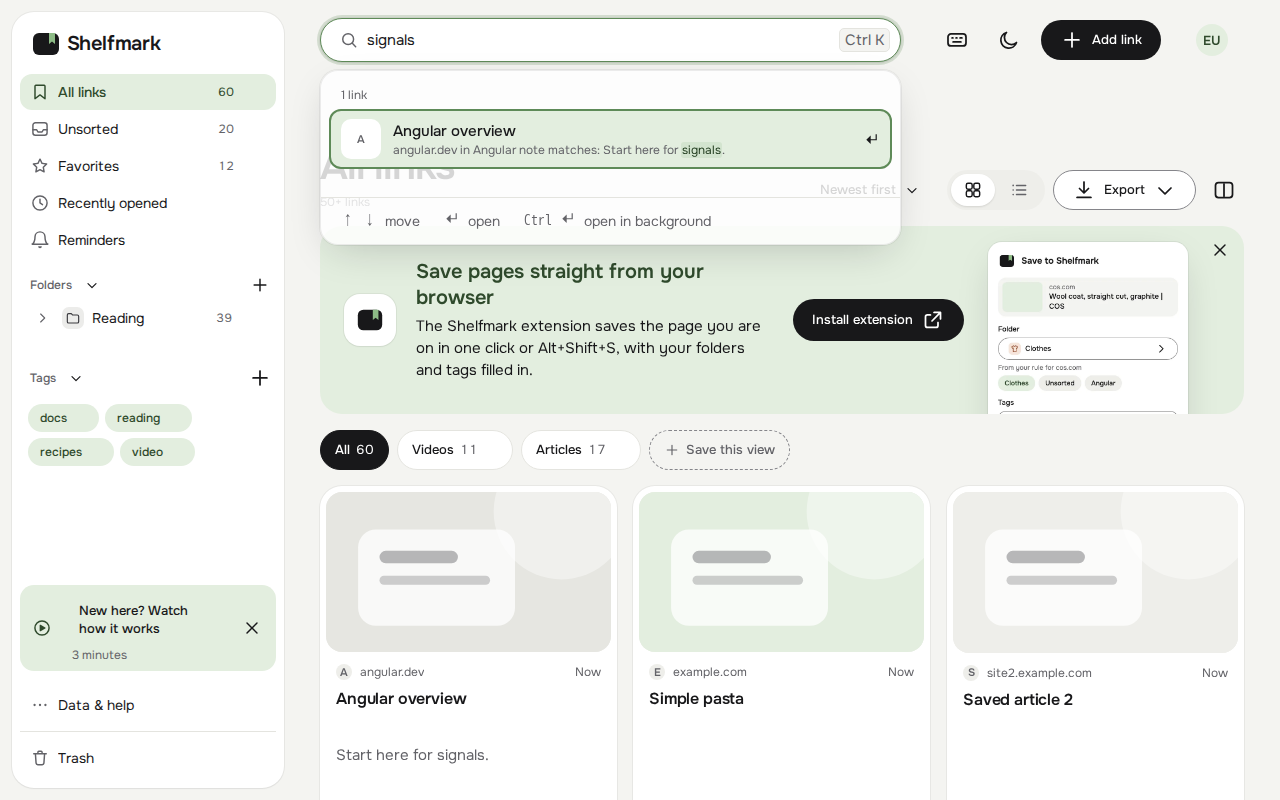 Shelfmark
All links 60
Unsorted 20
Favorites 12
Recently opened
Reminders
Folders
Reading 39
Tags
docs reading
recipes video
New here? Watch
how it works
3 minutes
Data & help
Trash
signals Ctrl K
Add link
EU
1 link
A
Angular overview
angular.dev in Angular note matches: Start here for signals.
All links
50+ links
Newest first
Export
↑ ↓ move ↵ open Ctrl ↵ open in background
Save pages straight from your
browser
The Shelfmark extension saves the page you are
on in one click or Alt+Shift+S, with your folders
and tags filled in.
Install extension
Save to Shelfmark
cos.com
Wool coat, straight cut, graphite |
COS
Folder
Clothes
From your rule for cos.com
Clothes Unsorted Angular
Tags
All 60
Videos 11
Articles 17
Save this view
A angular.dev Now
Angular overview
Start here for signals.
E example.com Now
Simple pasta
S site2.example.com Now
Saved article 2